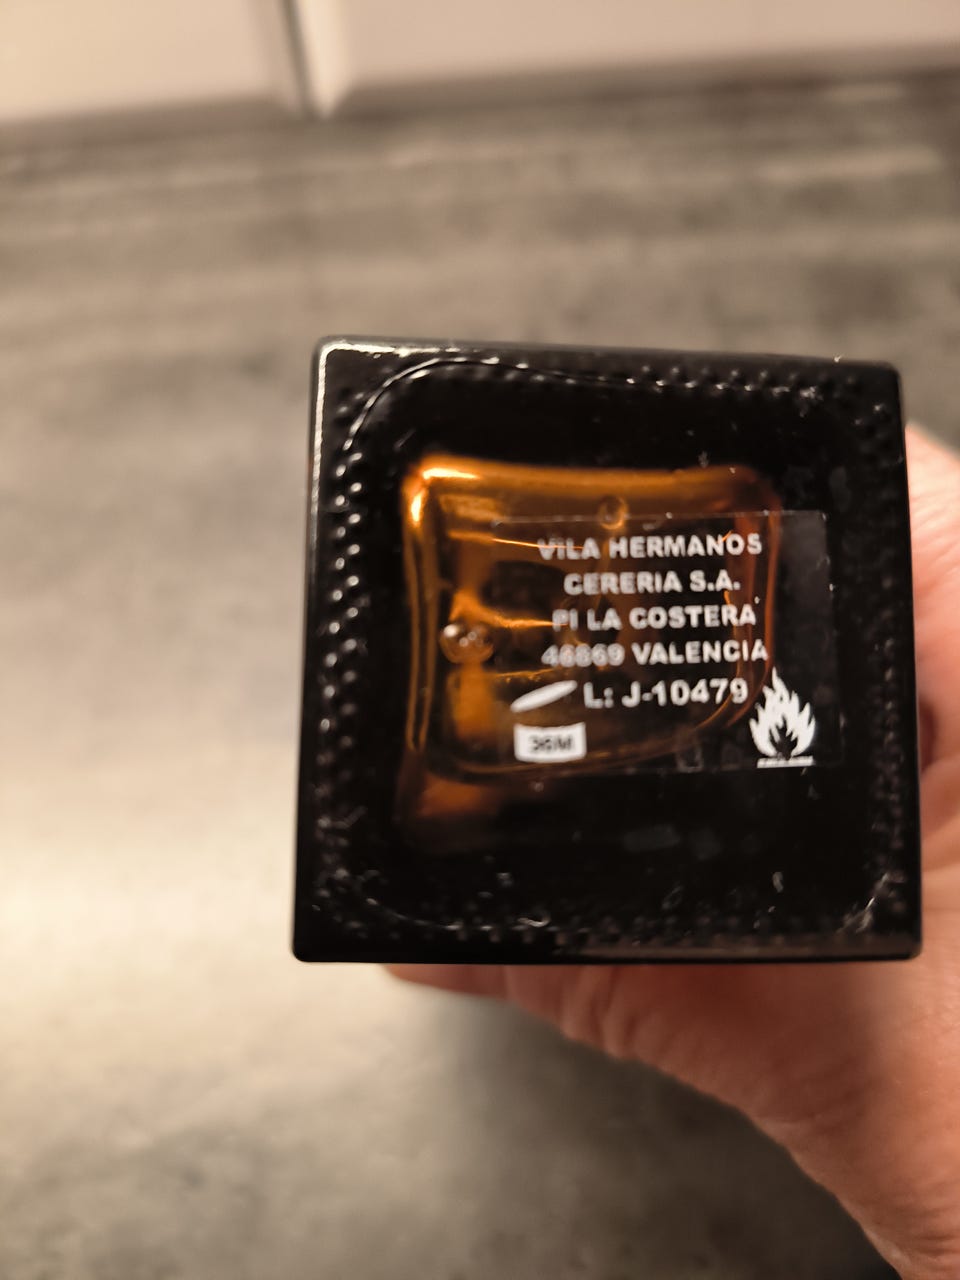 VILA HERMANOS
CERERIA S.A.
PI LA COSTERA
46869 VALENCIA
L: J-10479
36M